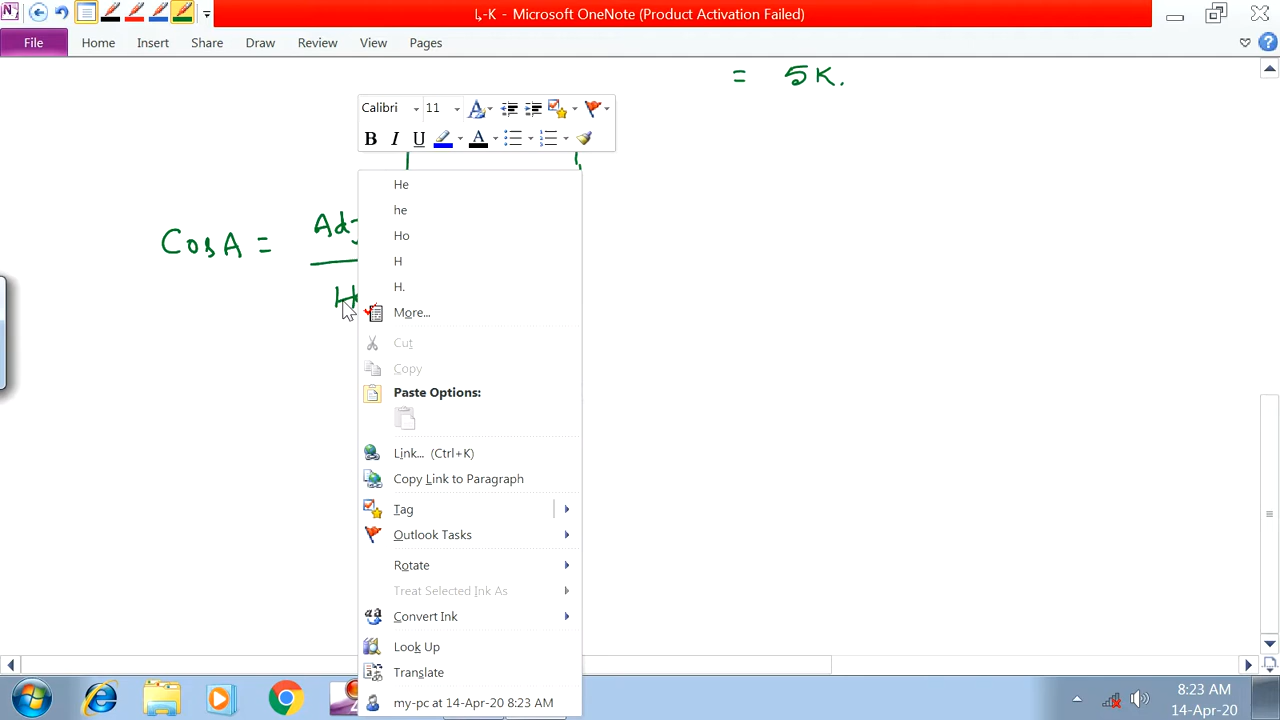 I,-K - Microsoft OneNote (Product Activation Failed)
File Home Insert Share Draw Review View Pages
= 5K.
Calibri 11
B I U A
He
he
Ho
H
H.
More...
Cut
Copy
Paste Options:
Link... (Ctrl+K)
Copy Link to Paragraph
Tag
Outlook Tasks
Rotate
Treat Selected Ink As
Convert Ink
Look Up
Translate
my-pc at 14-Apr-20 8:23 AM
CosA = Adj
H
8:23 AM
14-Apr-20